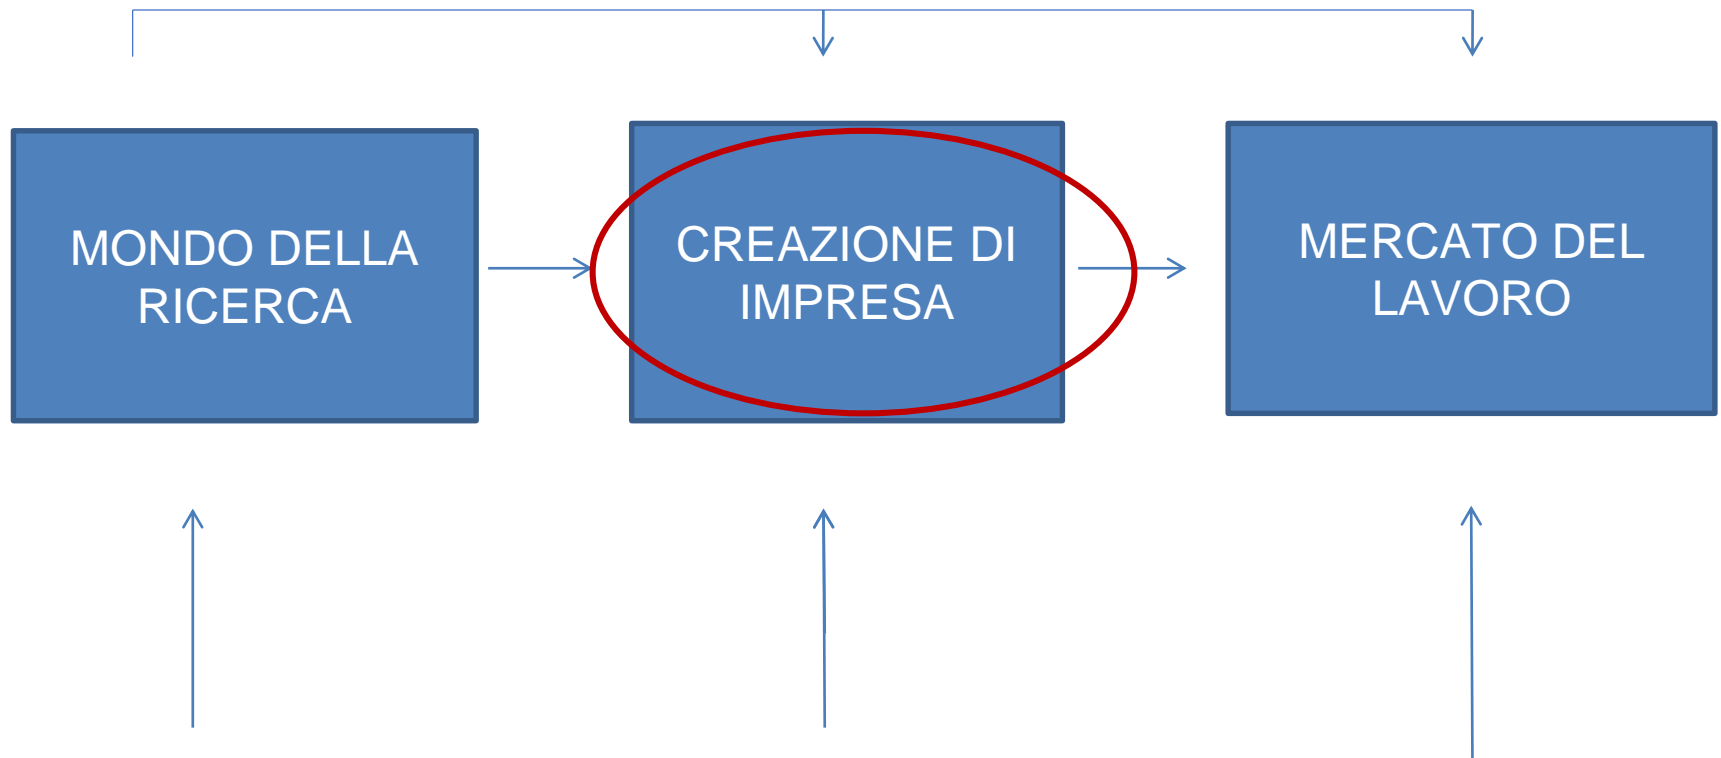 MONDO DELLA
RICERCA
CREAZIONE DI
IMPRESA
MERCATO DEL
LAVORO